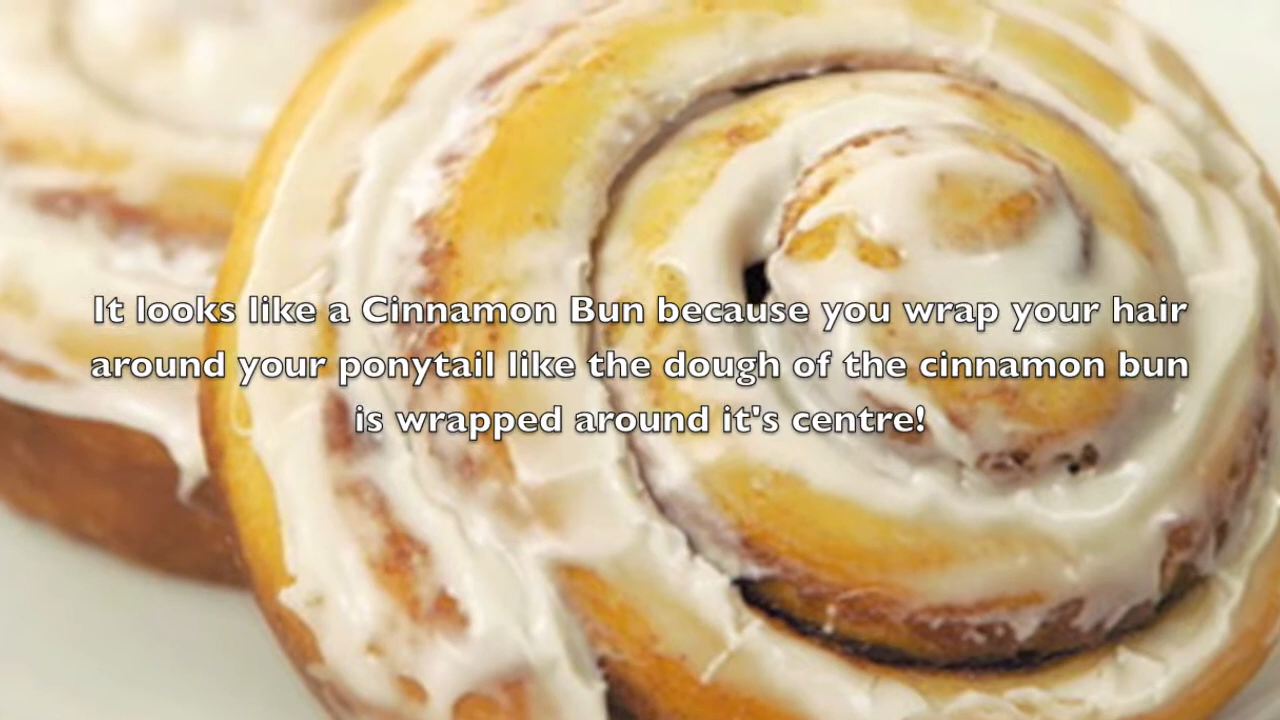 It looks like a Cinnamon Bun because you wrap your hair
around your ponytail like the dough of the cinnamon bun
is wrapped around it's centre!